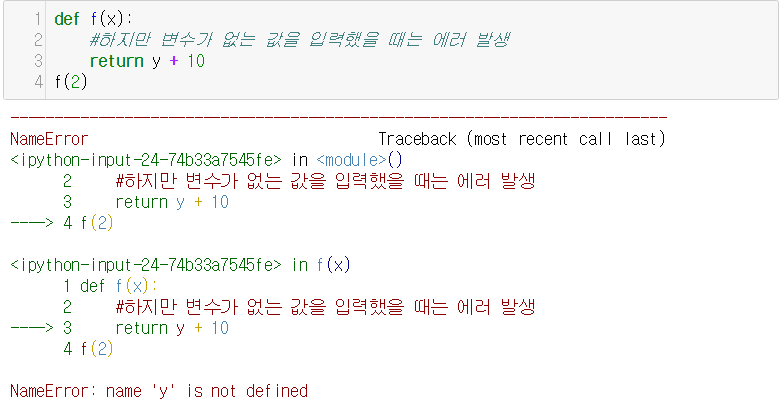 1 def f(x):
2     #하지만 변수가 없는 값을 입력했을 때는 에러 발생
3     return y + 10
4 f(2)
---------------------------------------------------------------------------
NameError                                 Traceback (most recent call last)
<ipython-input-24-74b33a7545fe> in <module>()
      2     #하지만 변수가 없는 값을 입력했을 때는 에러 발생
      3     return y + 10
----> 4 f(2)
<ipython-input-24-74b33a7545fe> in f(x)
      1 def f(x):
      2     #하지만 변수가 없는 값을 입력했을 때는 에러 발생
----> 3     return y + 10
      4 f(2)
NameError: name 'y' is not defined